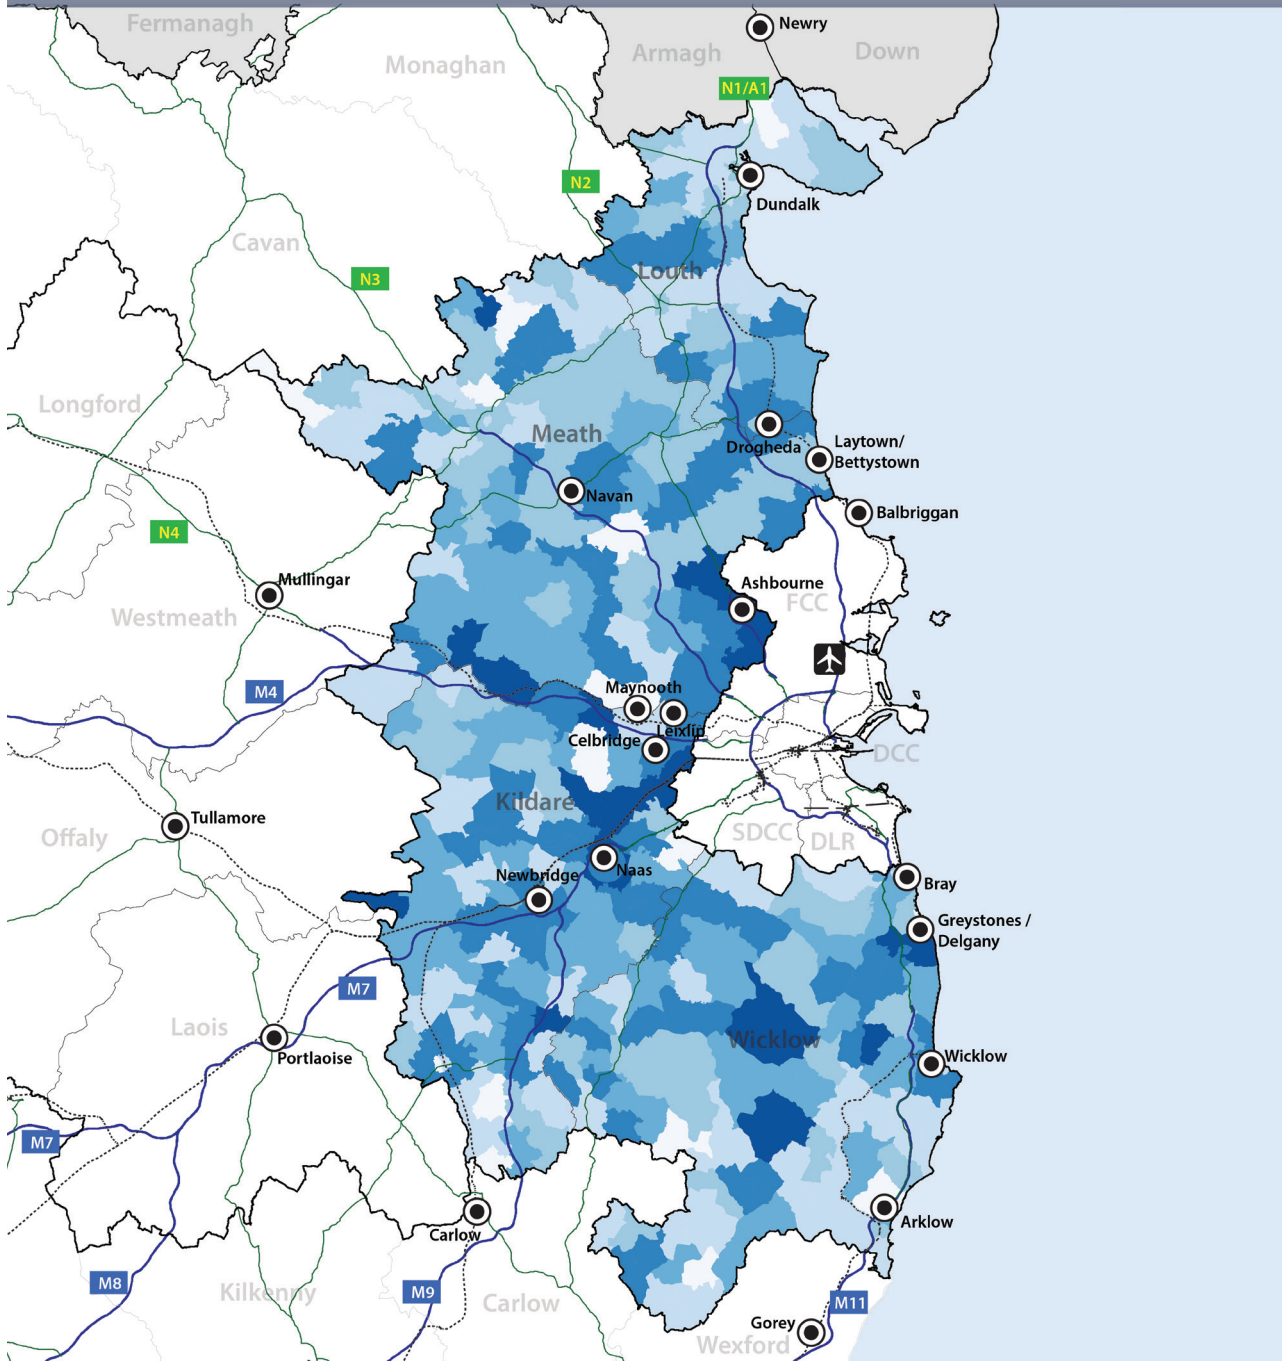 Fermanagh
Newry
Armagh
Down
Monaghan
N1/A1
N2
Dundalk
Cavan
Louth
N3
Longford
Meath
Drogheda
Laytown/
Bettystown
Navan
Balbriggan
N4
Mullingar
Ashbourne
FCC
Westmeath
M4
Maynooth
Leixlip
Celbridge
DCC
Kildare
Tullamore
Offaly
SDCC
DLR
Naas
Newbridge
Bray
Greystones /
Delgany
M7
Laois
Wicklow
Portlaoise
Wicklow
M7
Carlow
Arklow
M8
Kilkenny
M9
Carlow
M11
Gorey
Wexford